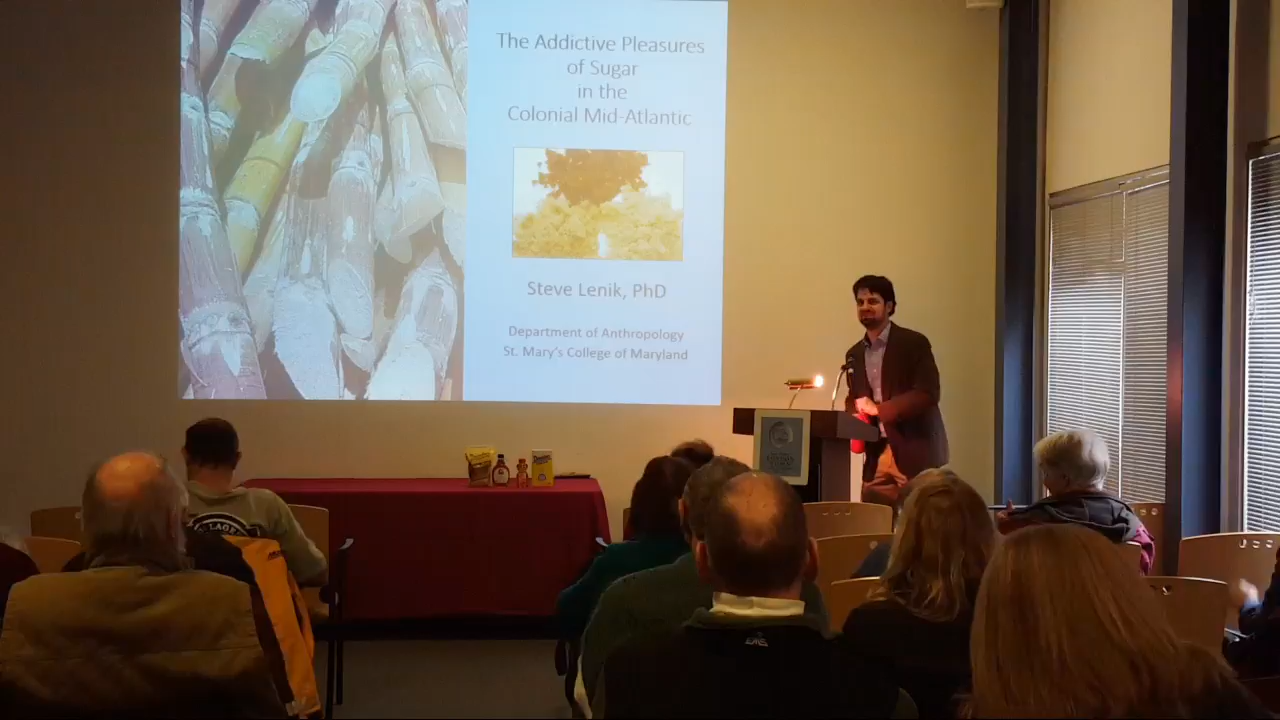 The Addictive Pleasures
of Sugar
in the
Colonial Mid-Atlantic
Steve Lenik, PhD
Department of Anthropology
St. Mary's College of Maryland
EMS